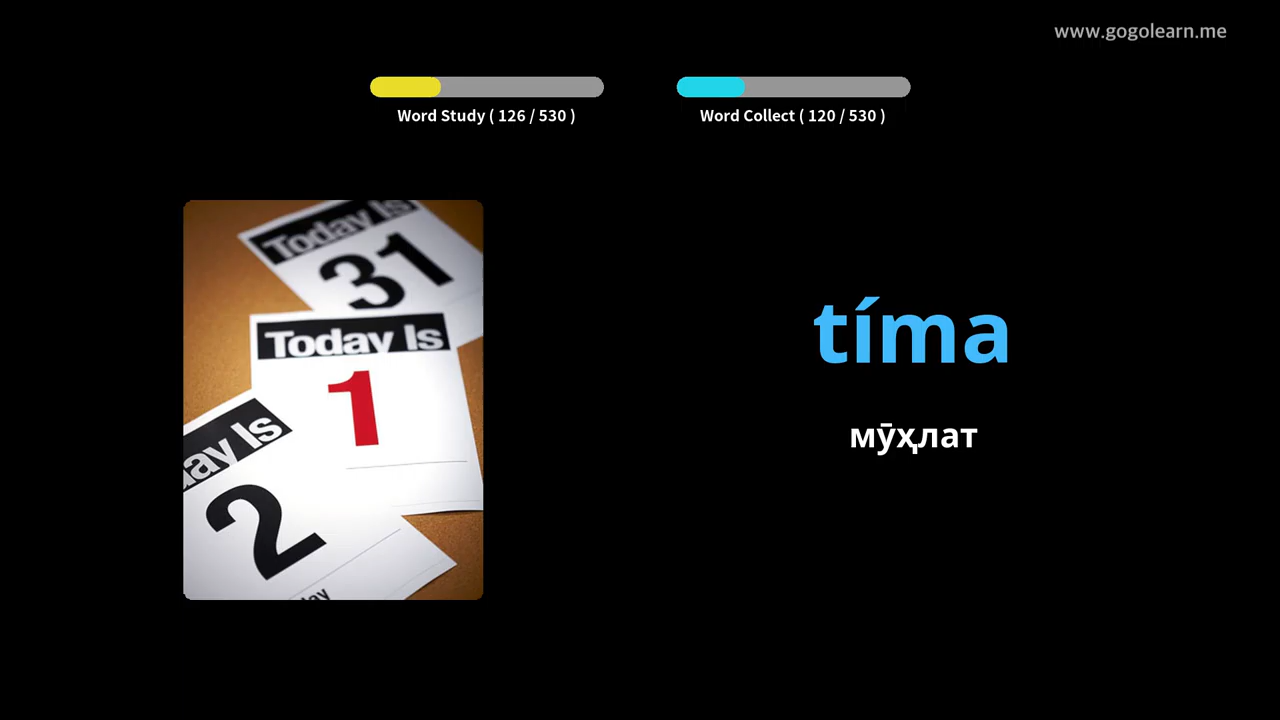 www.gogolearn.me
Word Study ( 126 / 530 )
Word Collect ( 120 / 530 )
Today Is
31
Today Is
1
ay Is
2
tíma
мӯҳлат